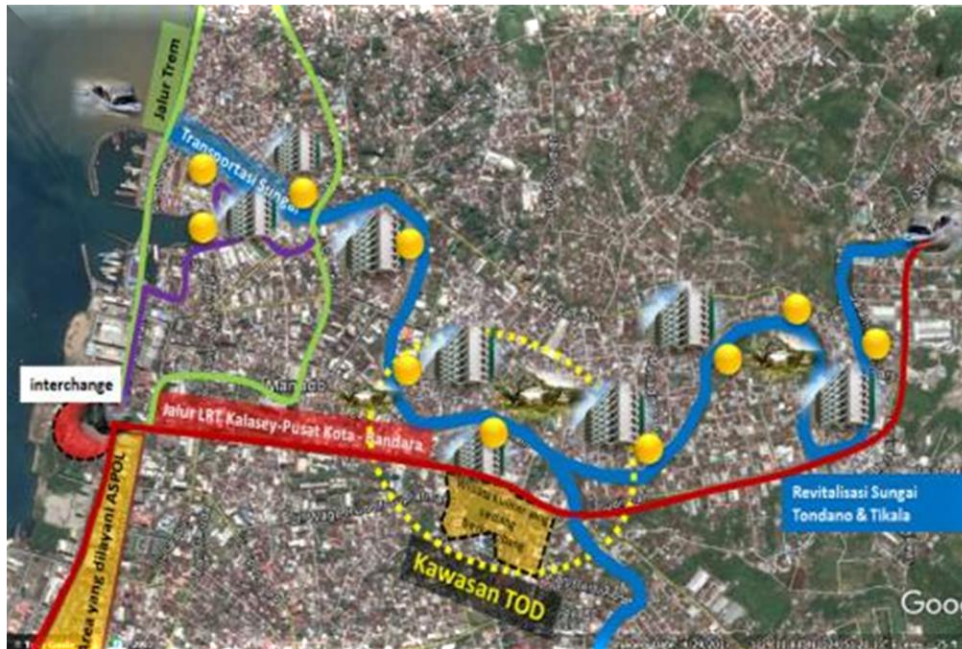 Jalur Trem
Transportasi Sungai
interchange
Manado
Jalur LRT Kalasey-Pusat Kota - Bandara
Area yang dilayani ASPOL
sedang
Kawasan TOD
Revitalisasi Sungai
Tondano & Tikala
Goo